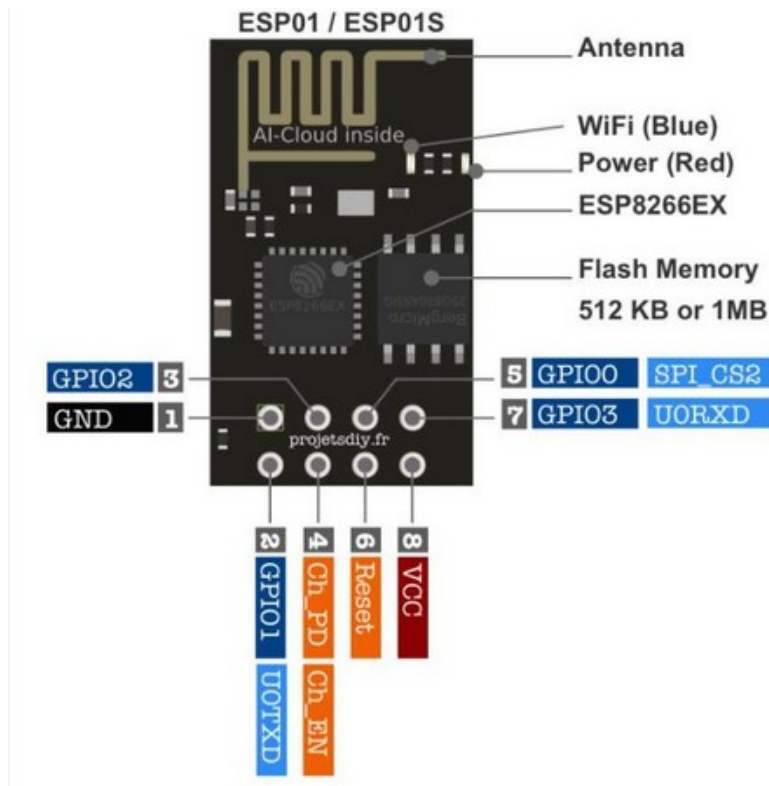 ESP01 / ESP01S
Antenna
AI-Cloud inside
WiFi (Blue)
Power (Red)
ESP8266EX
Flash Memory
512 KB or 1MB
ESP8266EX
BergMicro
GPIO2 3
5 GPIO0 SPI_CS2
GND 1
7 GPIO3 U0RXD
projetsdiy.fr
2 GPIO1 U0TXD
4 Ch_PD Ch_EN
6 Reset
8 VCC